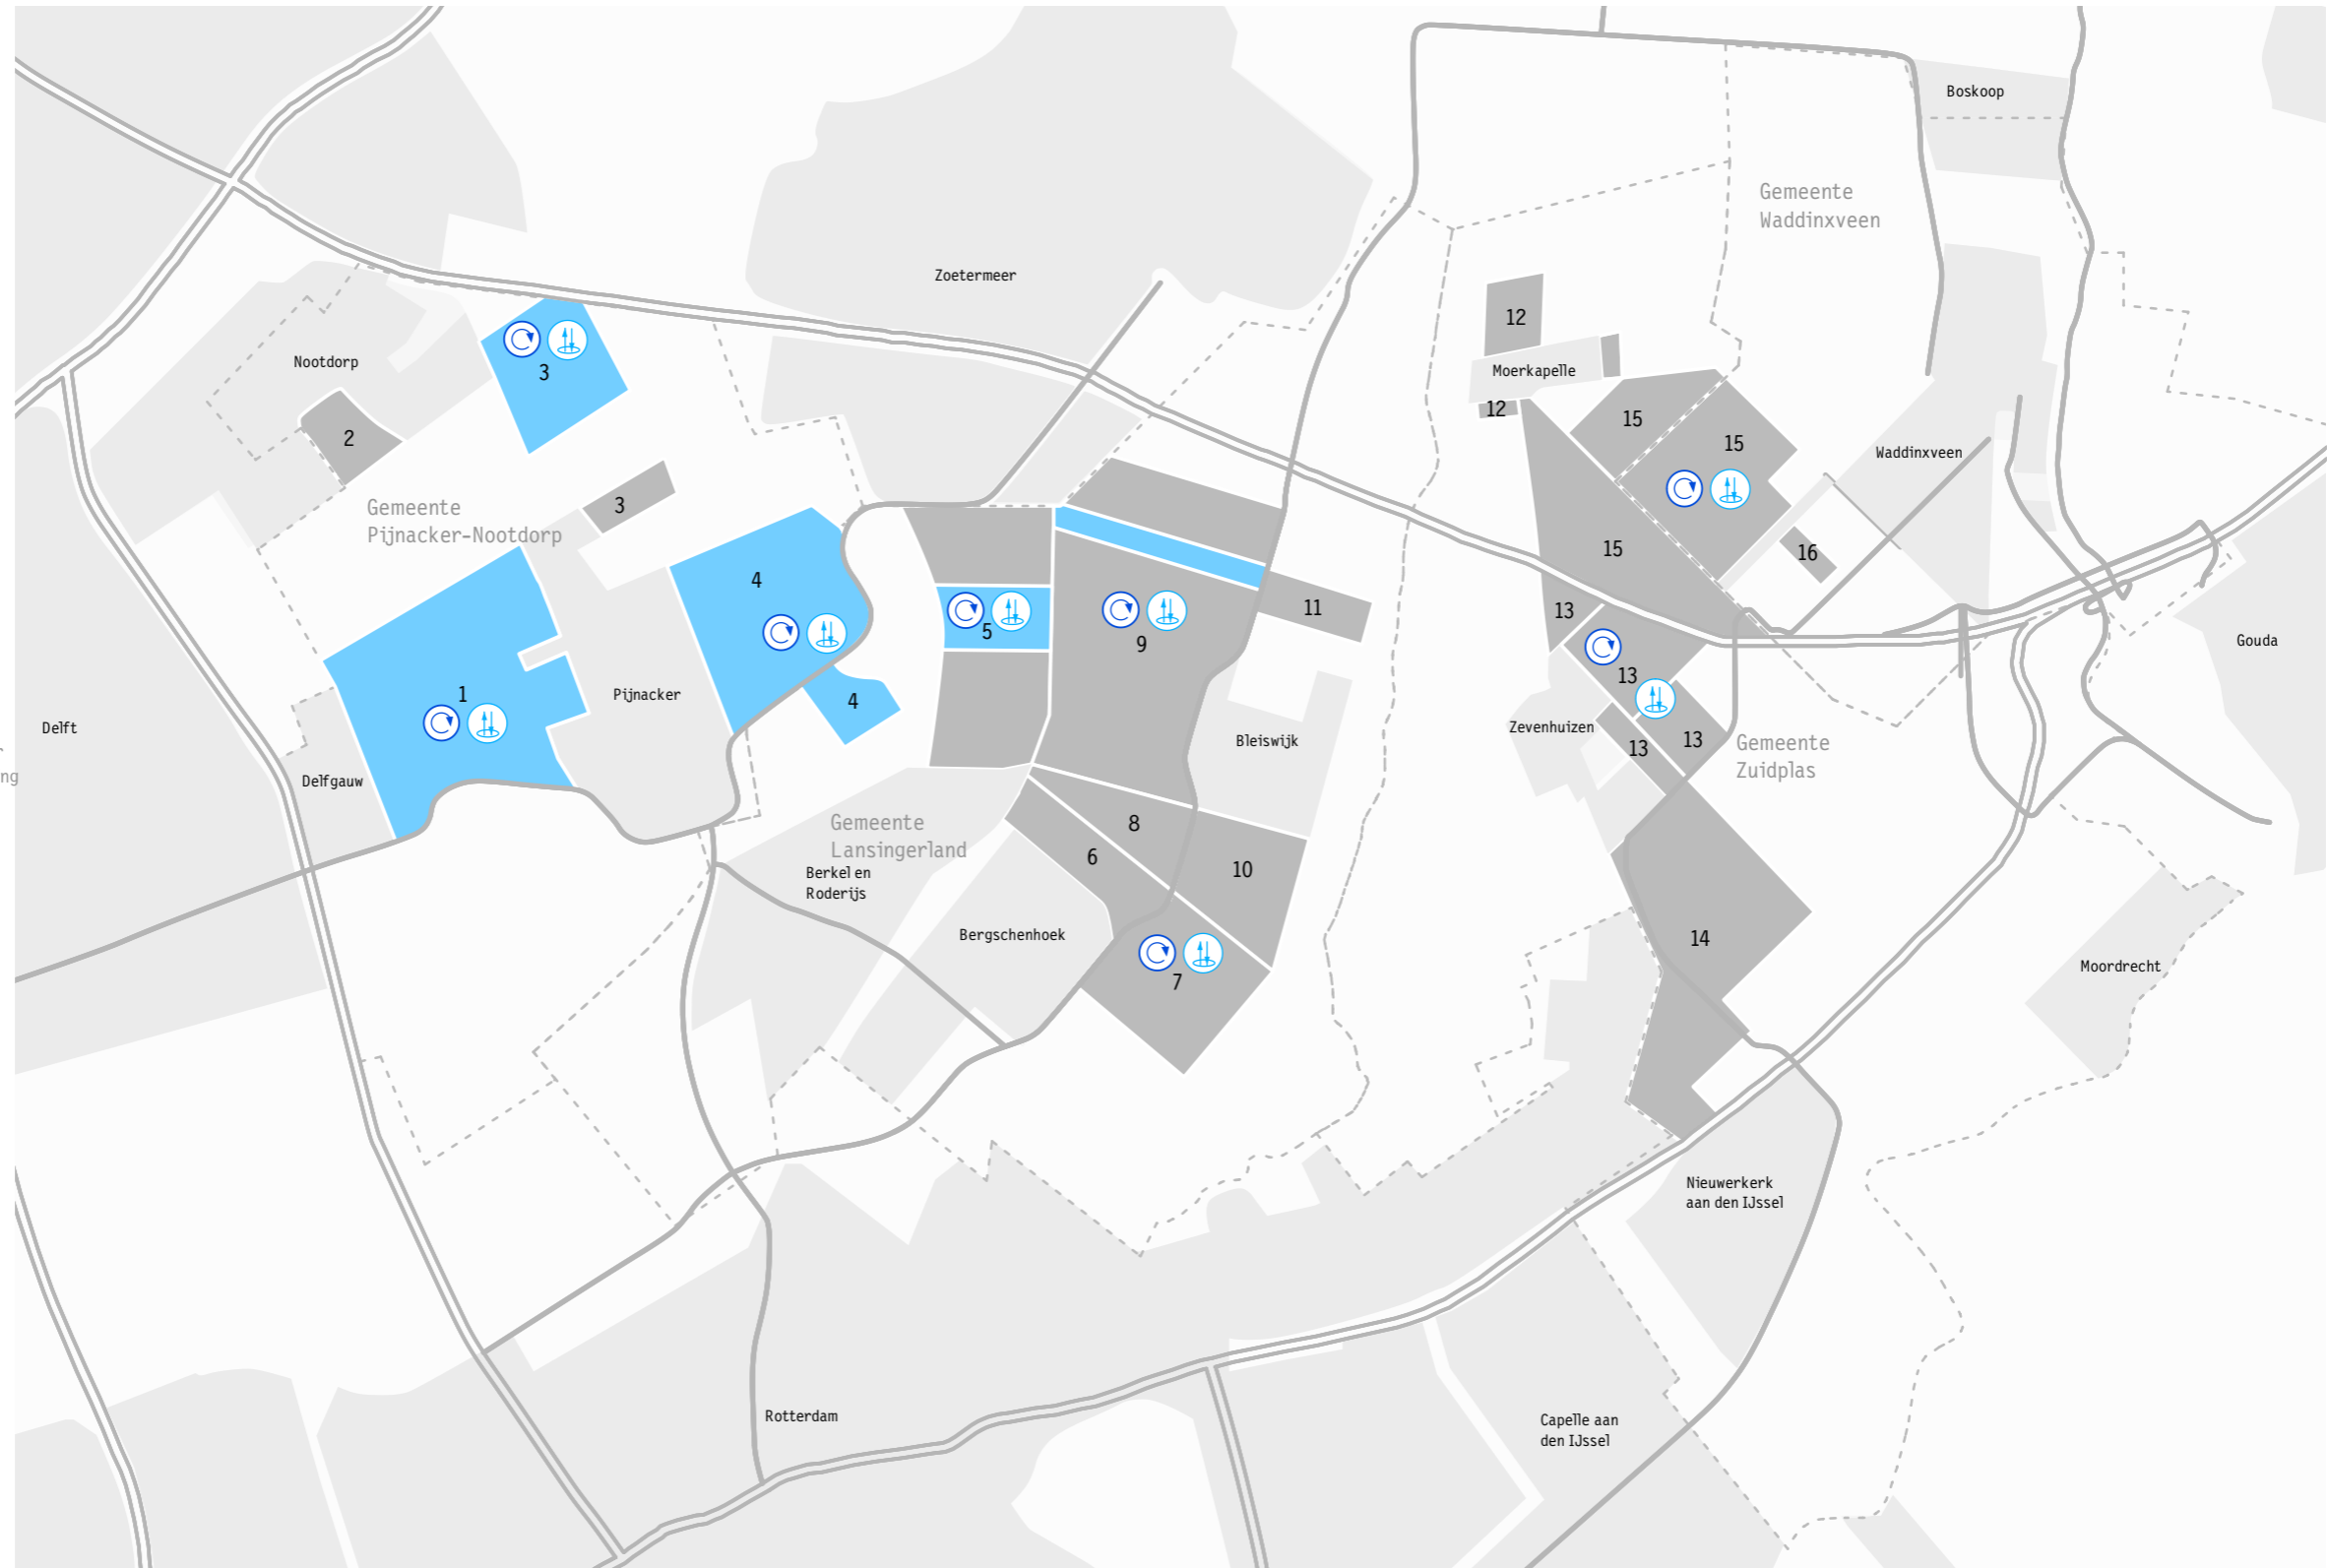 Boskoop
Gemeente
Waddinxveen
Zoetermeer
12
3
Nootdorp
Moerkapelle
12
15
2
15
Waddinxveen
3
Gemeente
Pijnacker-Nootdorp
15
16
4
11
13
5
9
Gouda
13
1
Pijnacker
4
Delft
Zevenhuizen
Bleiswijk
13
13
Gemeente
Zuidplas
ng
Delfgauw
Gemeente
Lansingerland
8
6
10
Berkel en
Roderijs
Bergschenhoek
14
Moordrecht
7
Nieuwerkerk
aan den IJssel
Rotterdam
Capelle aan
den IJssel